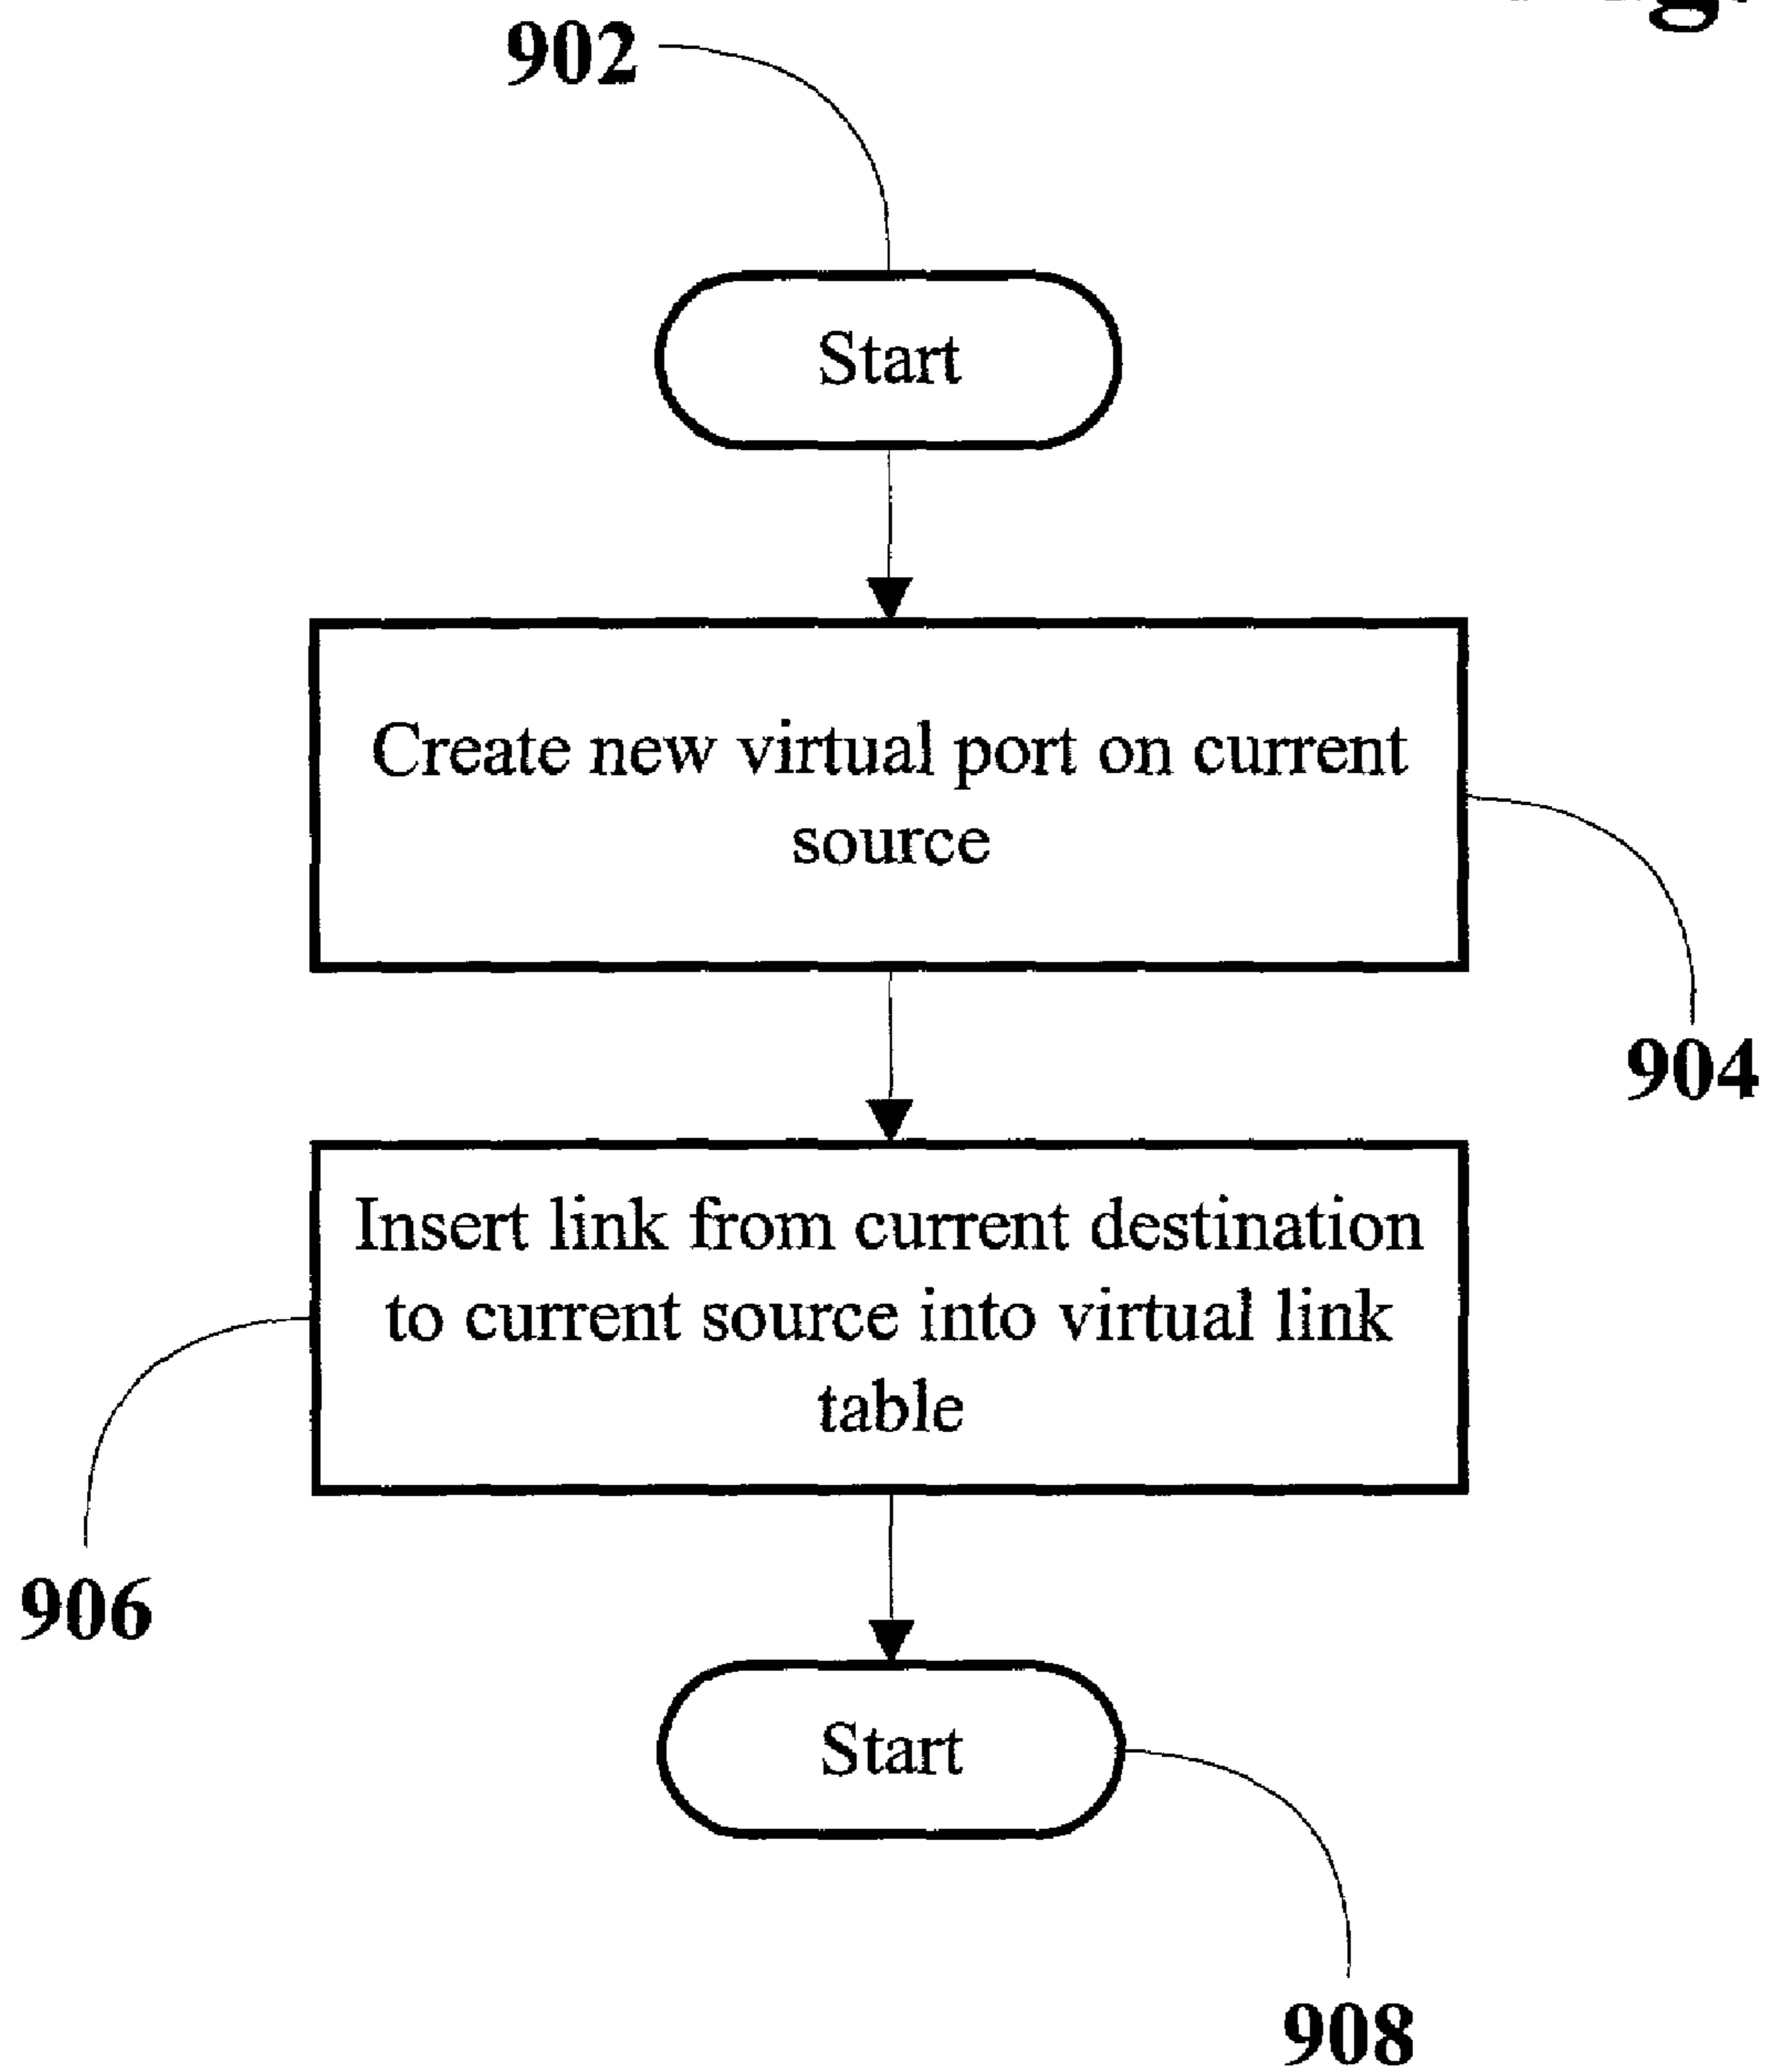 902
Start
Create new virtual port on current
source
904
Insert link from current destination
to current source into virtual link
table
906
Start
908